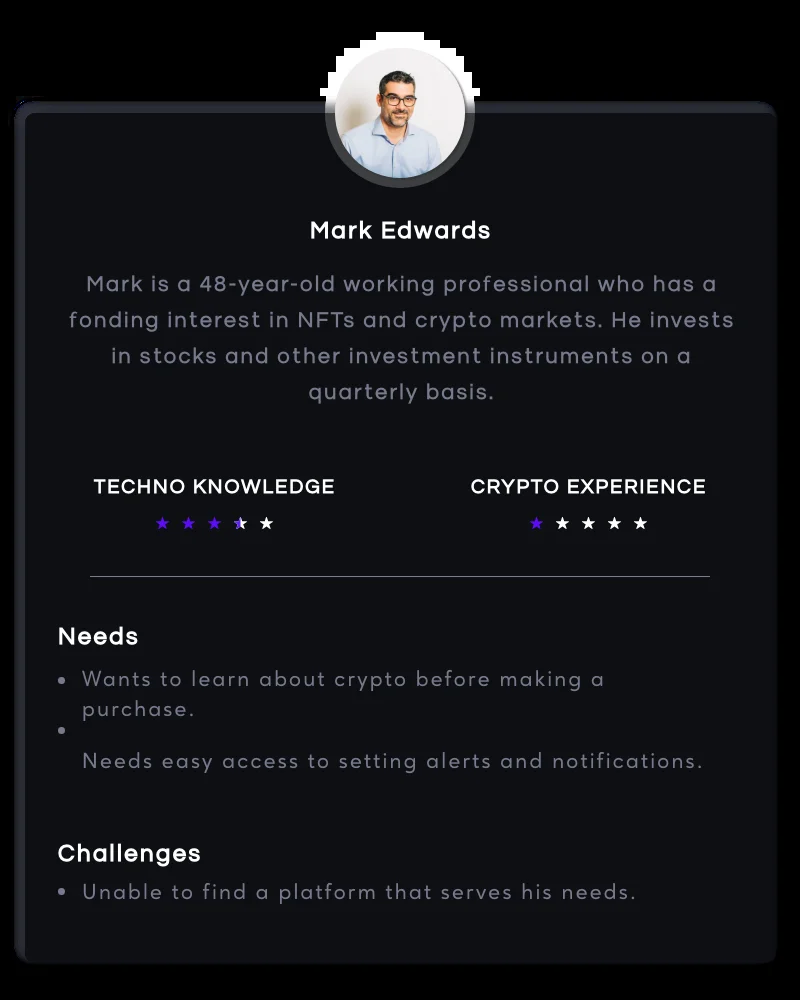 Mark Edwards
Mark is a 48-year-old working professional who has a
fonding interest in NFTs and crypto markets. He invests
in stocks and other investment instruments on a
quarterly basis.
TECHNO KNOWLEDGE
CRYPTO EXPERIENCE
Needs
Wants to learn about crypto before making a
purchase.
Needs easy access to setting alerts and notifications.
Challenges
Unable to find a platform that serves his needs.